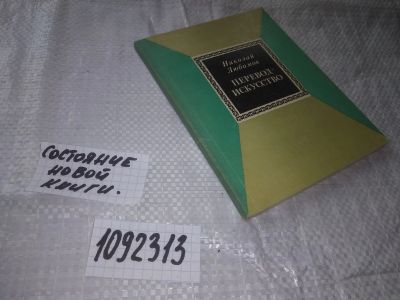 Николай
Любимов
ПЕРЕВОД-
ИСКУССТВО
СОСТОЯНИЕ
НОВОЙ
КНИГИ.
1092313